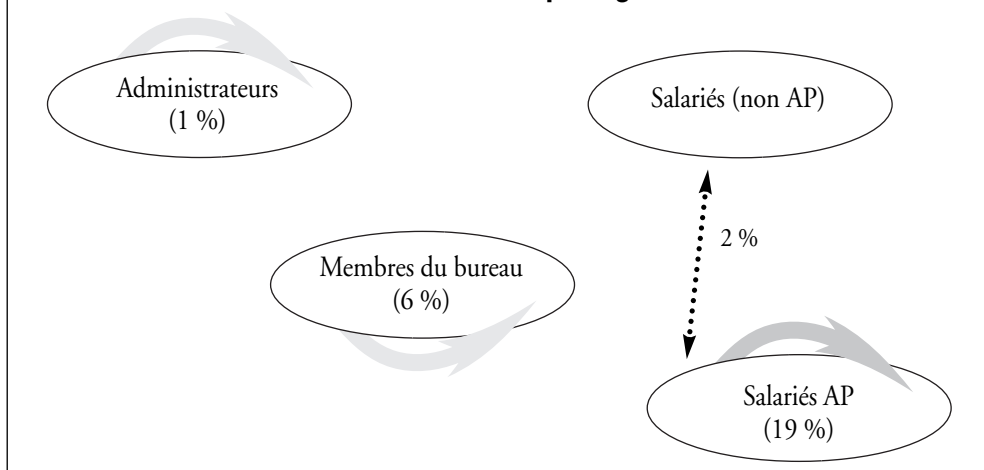 Administrateurs
(1 %)
Salariés (non AP)
2 %
Membres du bureau
(6 %)
Salariés AP
(19 %)